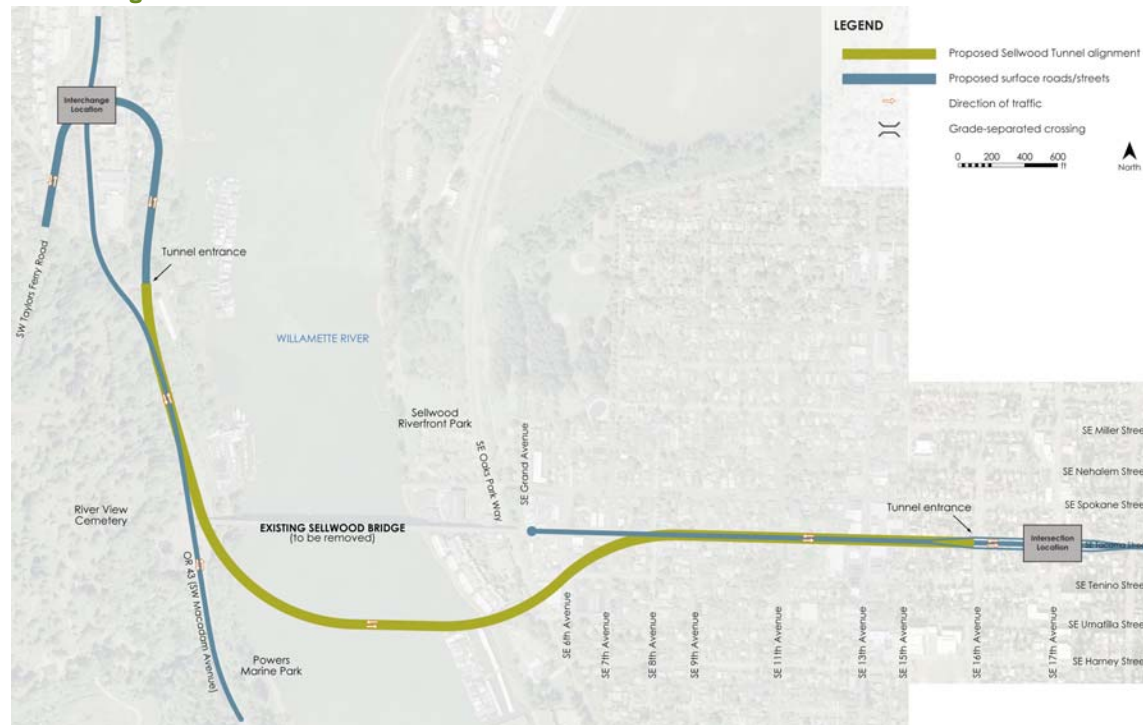 LEGEND
Proposed Sellwood Tunnel alignment
Proposed surface roads/streets
Direction of traffic
Grade-separated crossing
0 200 400 600
ft
North
Interchange
Location
SW Taylors Ferry Road
Tunnel entrance
WILLAMETTE RIVER
Sellwood
Riverfront Park
SE Oaks Park Way
SE Grand Avenue
River View
Cemetery
EXISTING SELLWOOD BRIDGE
(to be removed)
OR 43 (SW Macadam Avenue)
Powers
Marine Park
Tunnel entrance
Intersection
Location
SE Miller Stree
SE Nehalem Stree
SE Spokane Stree
SE Tacoma Stre
SE Tenino Stree
SE Umatilla Stree
SE Harney Stree
SE 6th Avenue
SE 7th Avenue
SE 8th Avenue
SE 9th Avenue
SE 11th Avenue
SE 13th Avenue
SE 15th Avenue
SE 16th Avenue
SE 17th Avenue